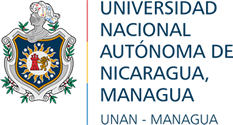 UNIVERSIDAD
NACIONAL
AUTÓNOMA DE
NICARAGUA,
MANAGUA
UNAN - MANAGUA